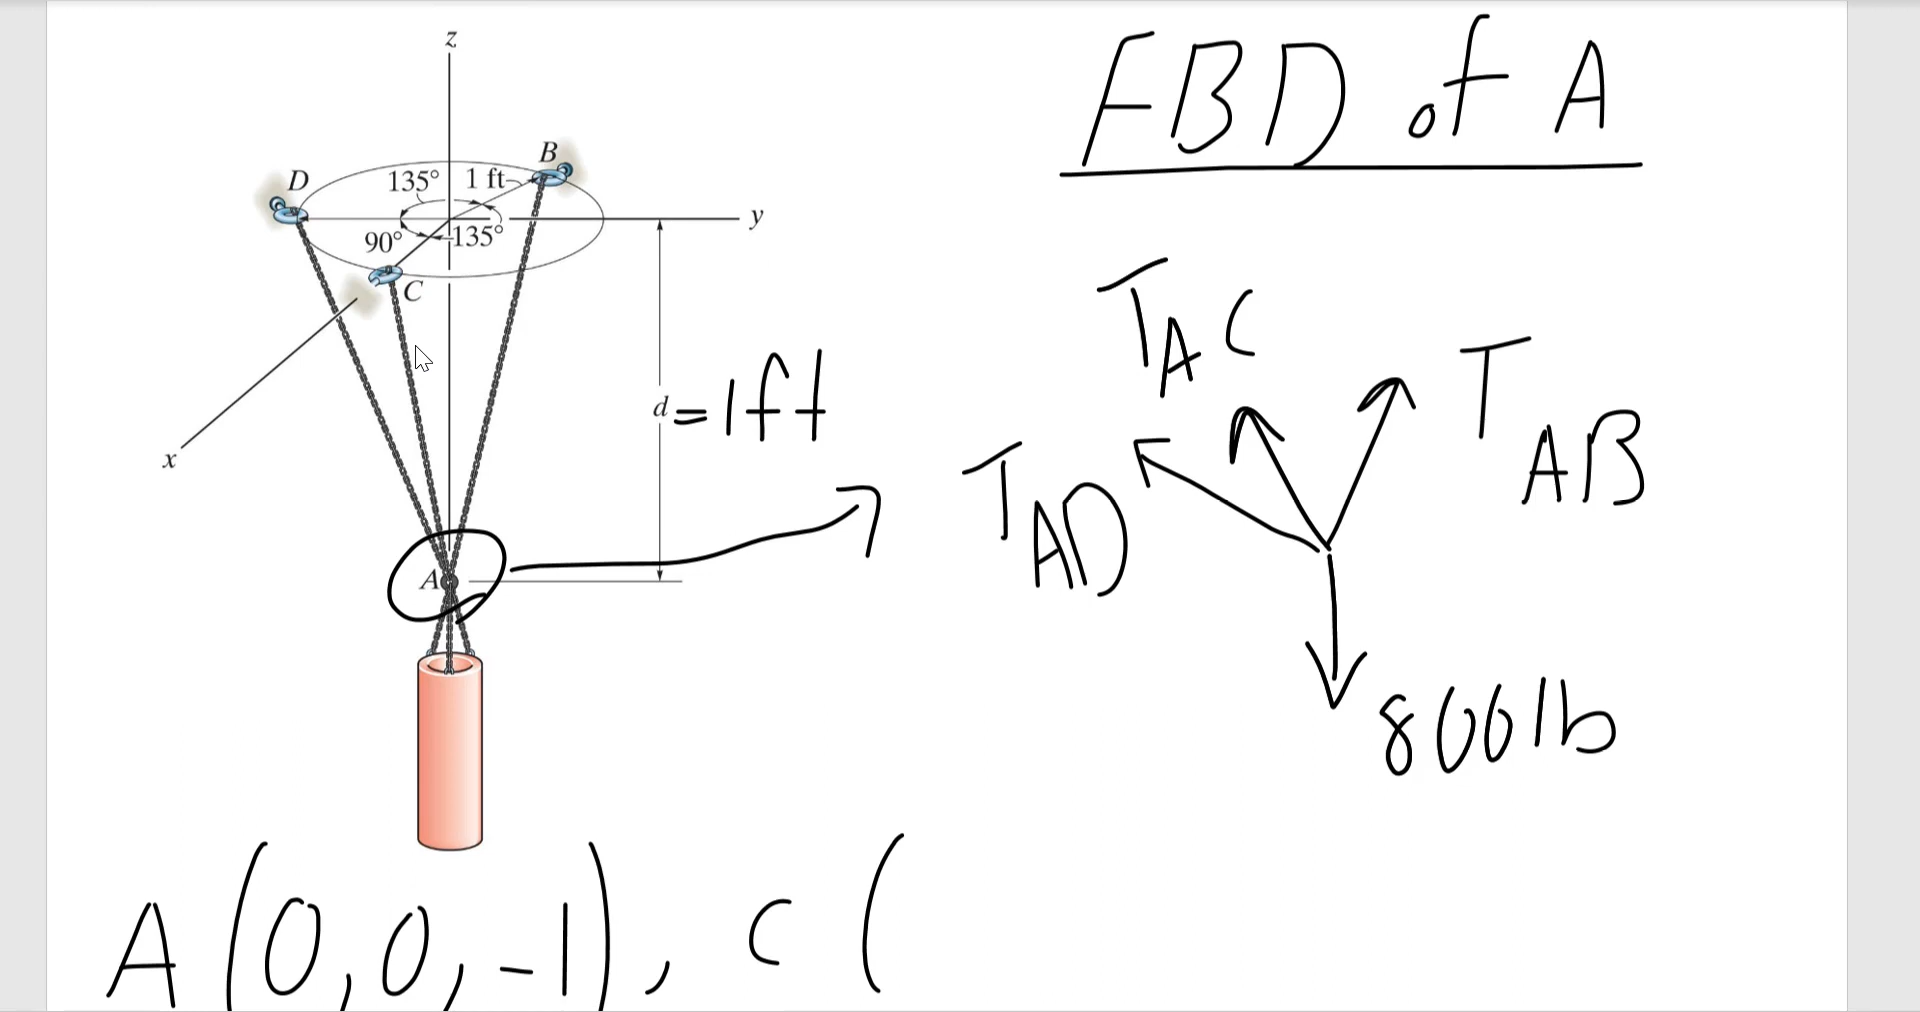 FBD of A
z
B
D
135° 1 ft
y
90° 135°
C
x
d = 1ft
A
TAC
TAB
TAD
800lb
A(0,0,-1), C(